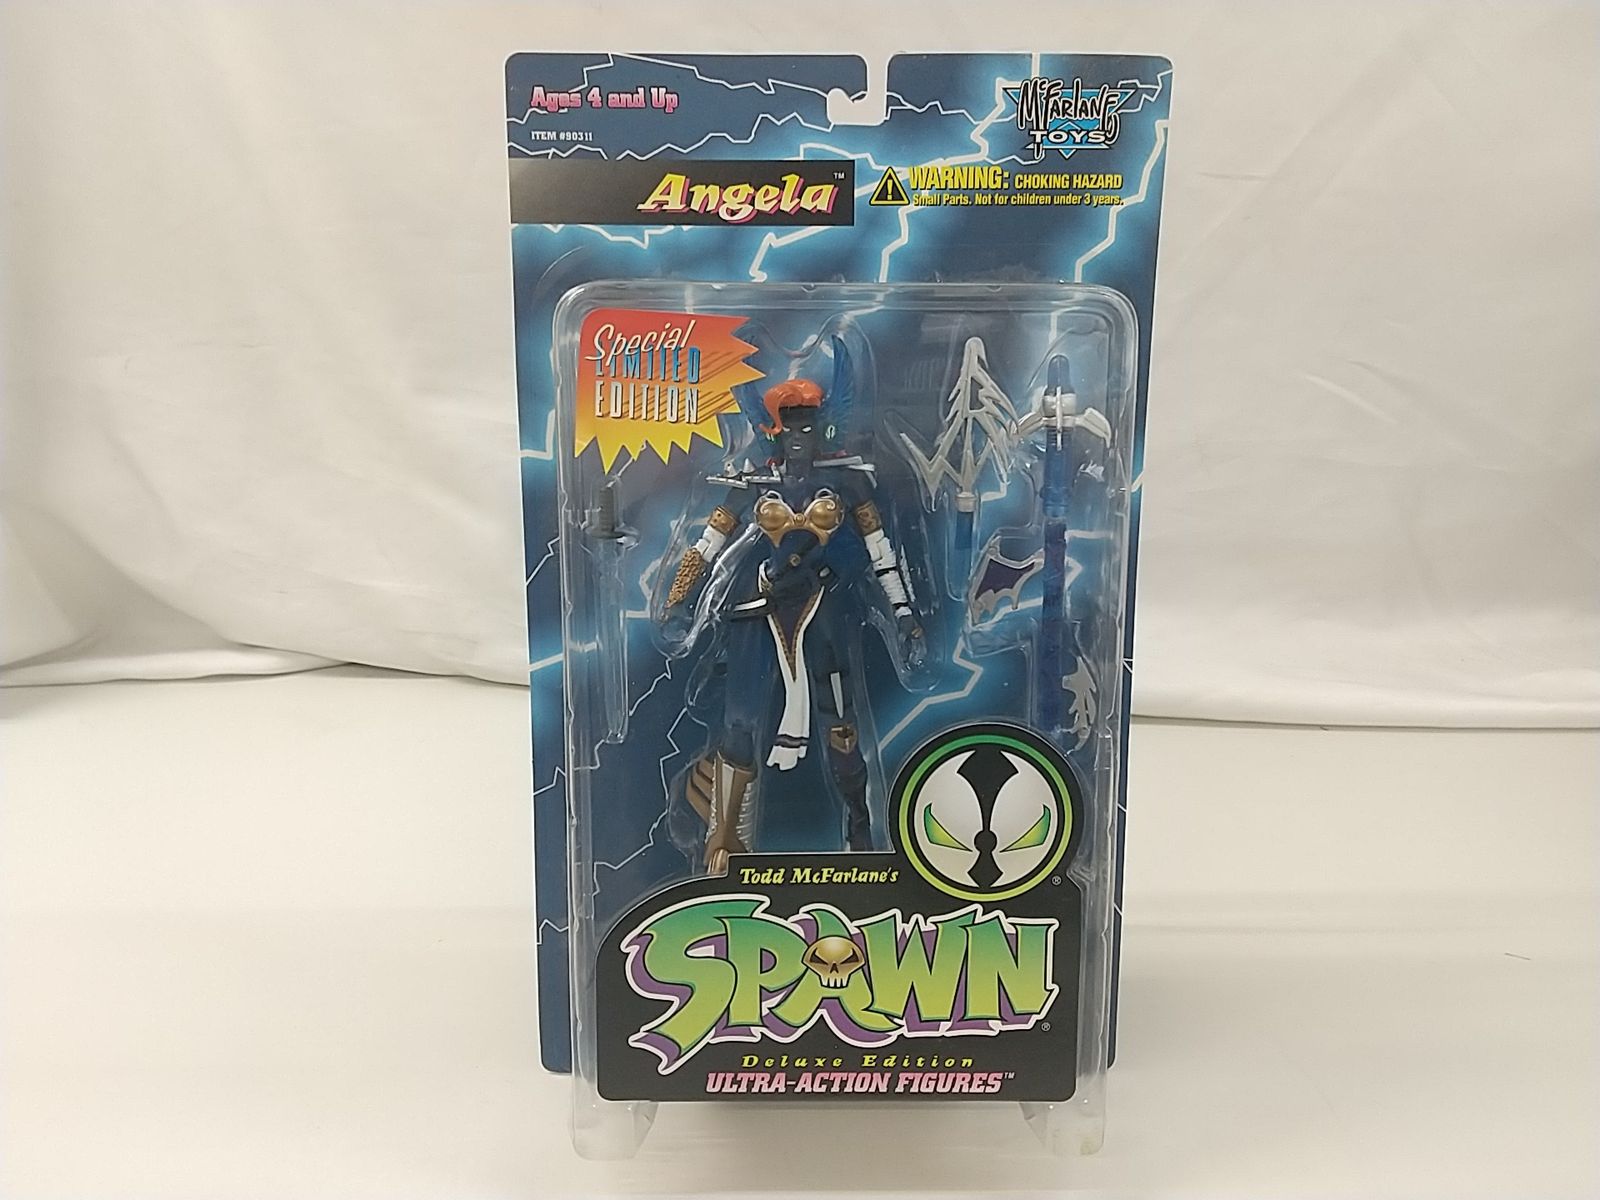 Ages 4 and Up
ITEM #90311
McFARLANE
TOYS
Angela™
WARNING: CHOKING HAZARD
Small Parts. Not for children under 3 years.
Special
LIMITED
EDITION
Todd McFarlane's
SPAWN®
Deluxe Edition
ULTRA-ACTION FIGURES™